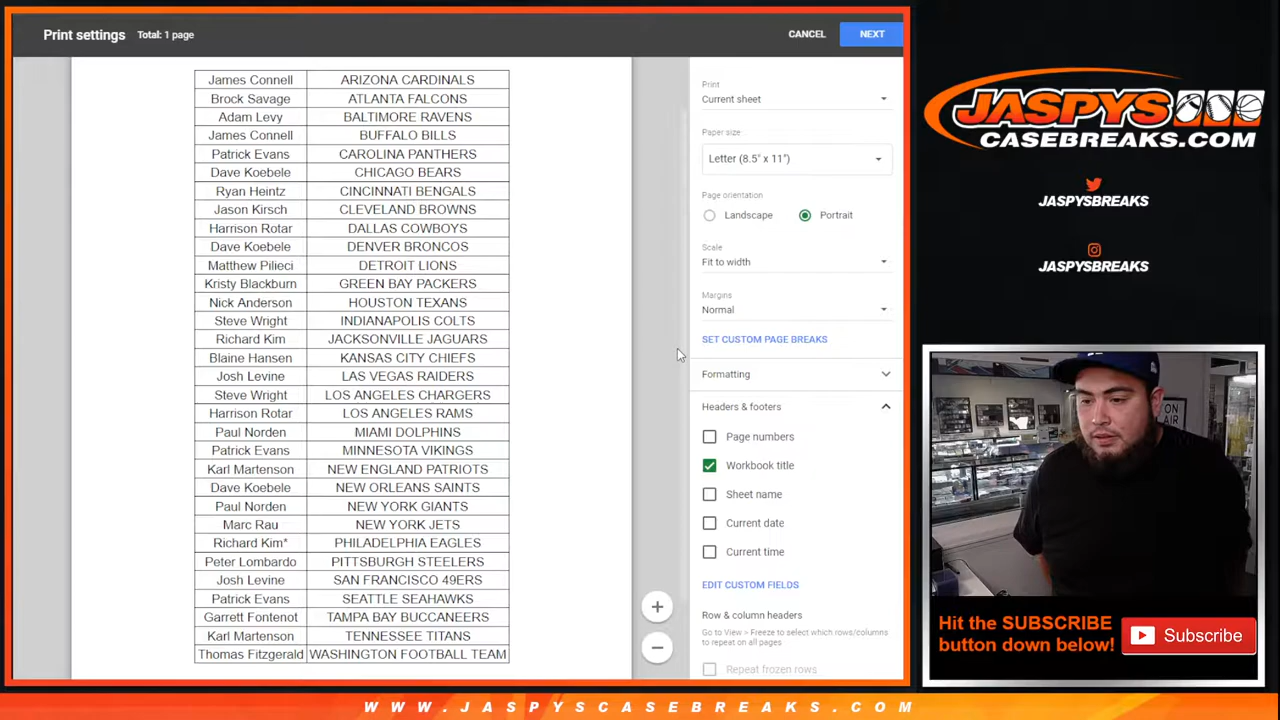 Print settings Total: 1 page CANCEL NEXT
James Connell ARIZONA CARDINALS
Brock Savage ATLANTA FALCONS
Adam Levy BALTIMORE RAVENS
James Connell BUFFALO BILLS
Patrick Evans CAROLINA PANTHERS
Dave Koebele CHICAGO BEARS
Ryan Heintz CINCINNATI BENGALS
Jason Kirsch CLEVELAND BROWNS
Harrison Rotar DALLAS COWBOYS
Dave Koebele DENVER BRONCOS
Matthew Pilieci DETROIT LIONS
Kristy Blackburn GREEN BAY PACKERS
Nick Anderson HOUSTON TEXANS
Steve Wright INDIANAPOLIS COLTS
Richard Kim JACKSONVILLE JAGUARS
Blaine Hansen KANSAS CITY CHIEFS
Josh Levine LAS VEGAS RAIDERS
Steve Wright LOS ANGELES CHARGERS
Harrison Rotar LOS ANGELES RAMS
Paul Norden MIAMI DOLPHINS
Patrick Evans MINNESOTA VIKINGS
Karl Martenson NEW ENGLAND PATRIOTS
Dave Koebele NEW ORLEANS SAINTS
Paul Norden NEW YORK GIANTS
Marc Rau NEW YORK JETS
Richard Kim* PHILADELPHIA EAGLES
Peter Lombardo PITTSBURGH STEELERS
Josh Levine SAN FRANCISCO 49ERS
Patrick Evans SEATTLE SEAHAWKS
Garrett Fontenot TAMPA BAY BUCCANEERS
Karl Martenson TENNESSEE TITANS
Thomas Fitzgerald WASHINGTON FOOTBALL TEAM
Print
Current sheet
Paper size
Letter (8.5" x 11")
Page orientation
Landscape Portrait
Scale
Fit to width
Margins
Normal
SET CUSTOM PAGE BREAKS
Formatting
Headers & footers
Page numbers
Workbook title
Sheet name
Current date
Current time
EDIT CUSTOM FIELDS
Row & column headers
Go to View > Freeze to select which rows/columns
to repeat on all pages
Repeat frozen rows
JASPYS
CASEBREAKS.COM
JASPYSBREAKS
JASPYSBREAKS
ON
AIR
Hit the SUBSCRIBE
button down below!
Subscribe
WWW.JASPYSCASEBREAKS.COM